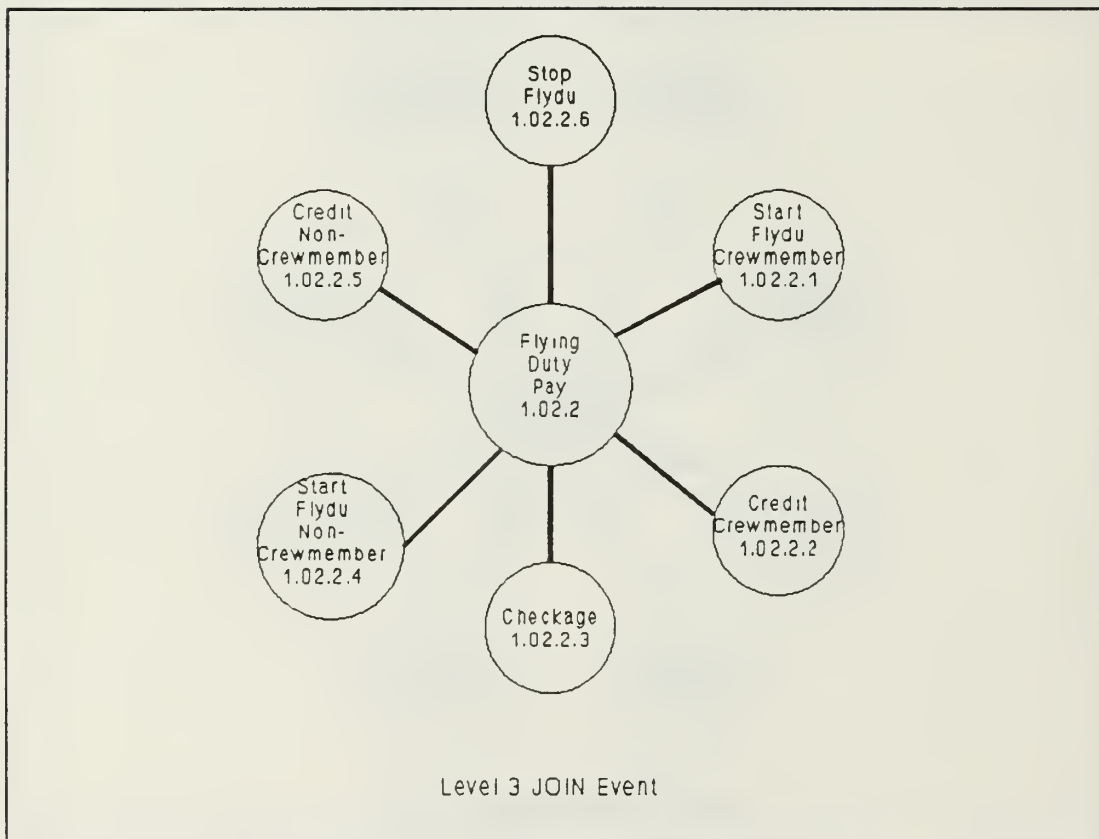 Stop
Flydu
1.02.2.6
Credit
Non-
Crewmember
1.02.2.5
Start
Flydu
Crewmember
1.02.2.1
Flying
Duty
Pay
1.02.2
Start
Flydu
Non-
Crewmember
1.02.2.4
Credit
Crewmember
1.02.2.2
Checkage
1.02.2.3
Level 3 JOIN Event